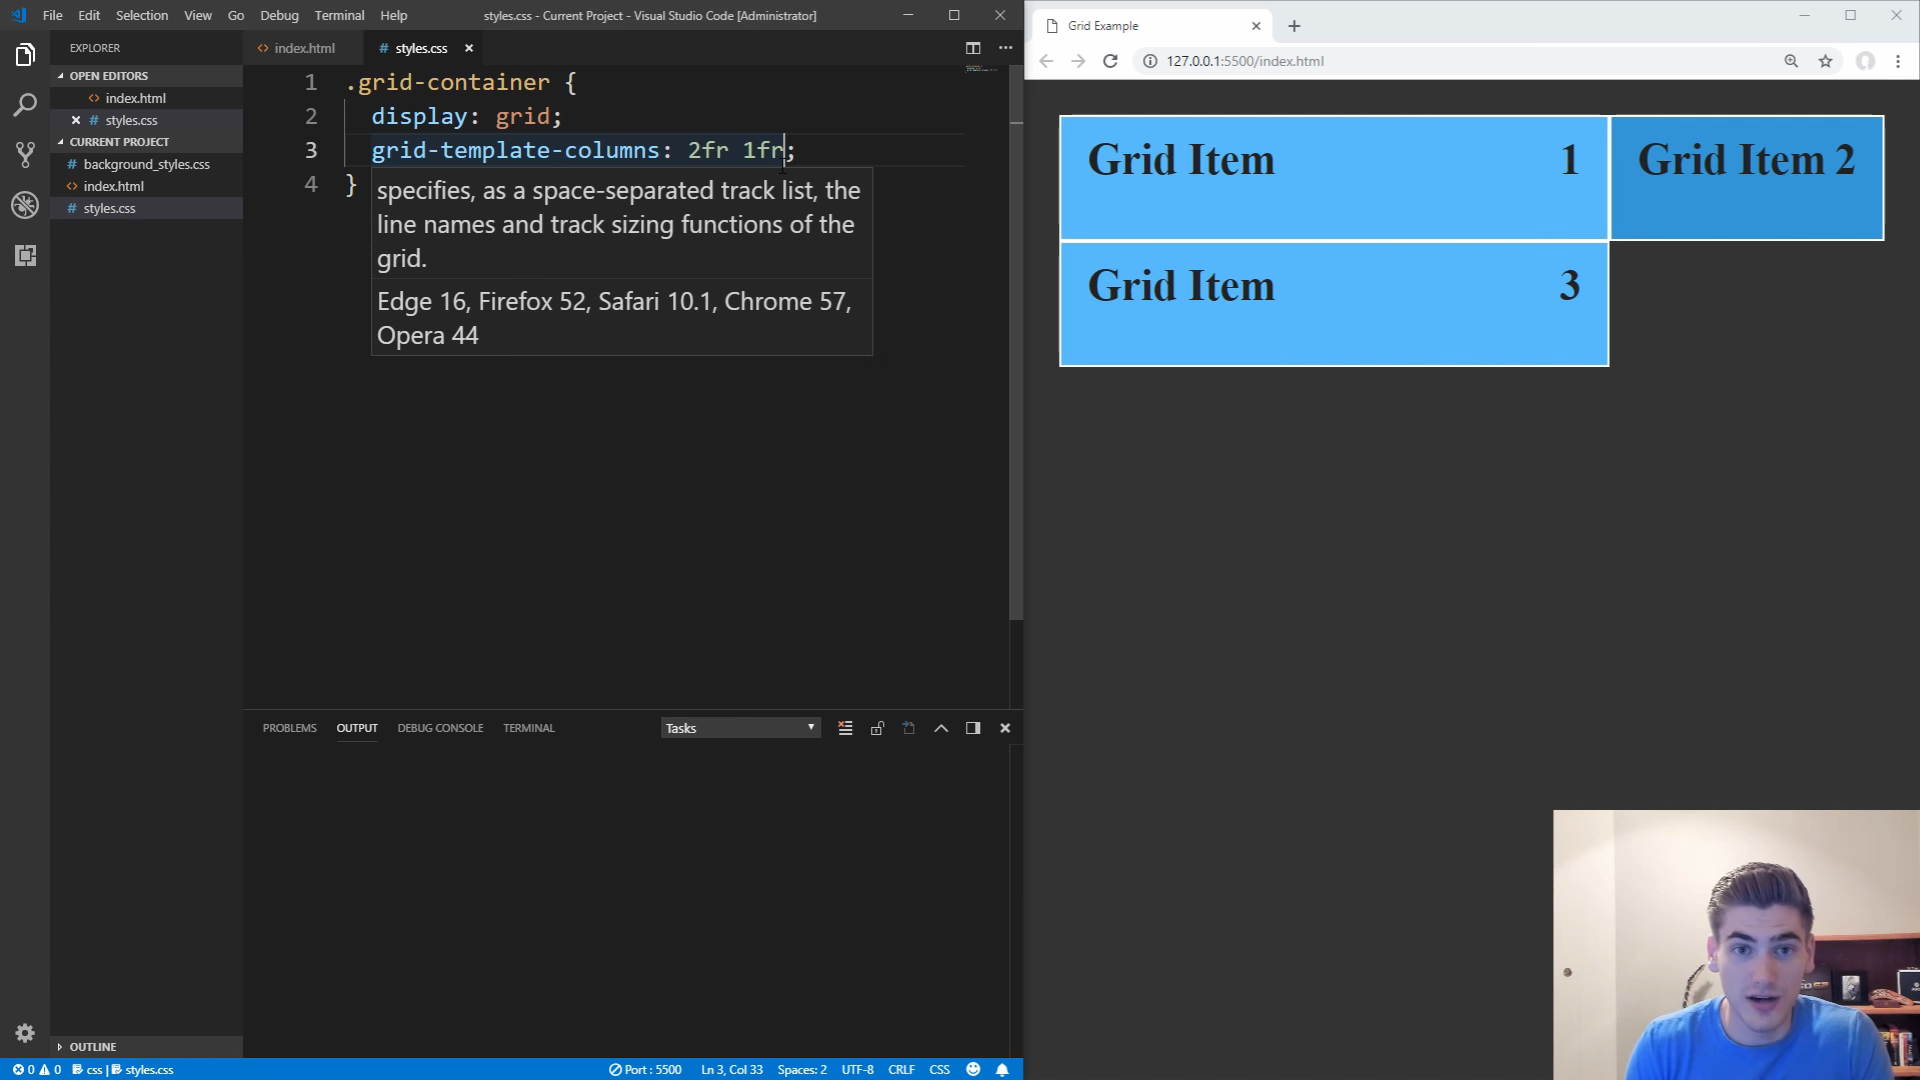 File Edit Selection View Go Debug Terminal Help
styles.css - Current Project - Visual Studio Code [Administrator]
EXPLORER
OPEN EDITORS
index.html
styles.css
CURRENT PROJECT
background_styles.css
index.html
styles.css
OUTLINE
index.html
styles.css
1 .grid-container {
2 display: grid;
3 grid-template-columns: 2fr 1fr;
4 }
specifies, as a space-separated track list, the
line names and track sizing functions of the
grid.
Edge 16, Firefox 52, Safari 10.1, Chrome 57,
Opera 44
PROBLEMS OUTPUT DEBUG CONSOLE TERMINAL
Tasks
0 0 css | styles.css
Port : 5500 Ln 3, Col 33 Spaces: 2 UTF-8 CRLF CSS
Grid Example
127.0.0.1:5500/index.html
Grid Item 1
Grid Item 2
Grid Item 3